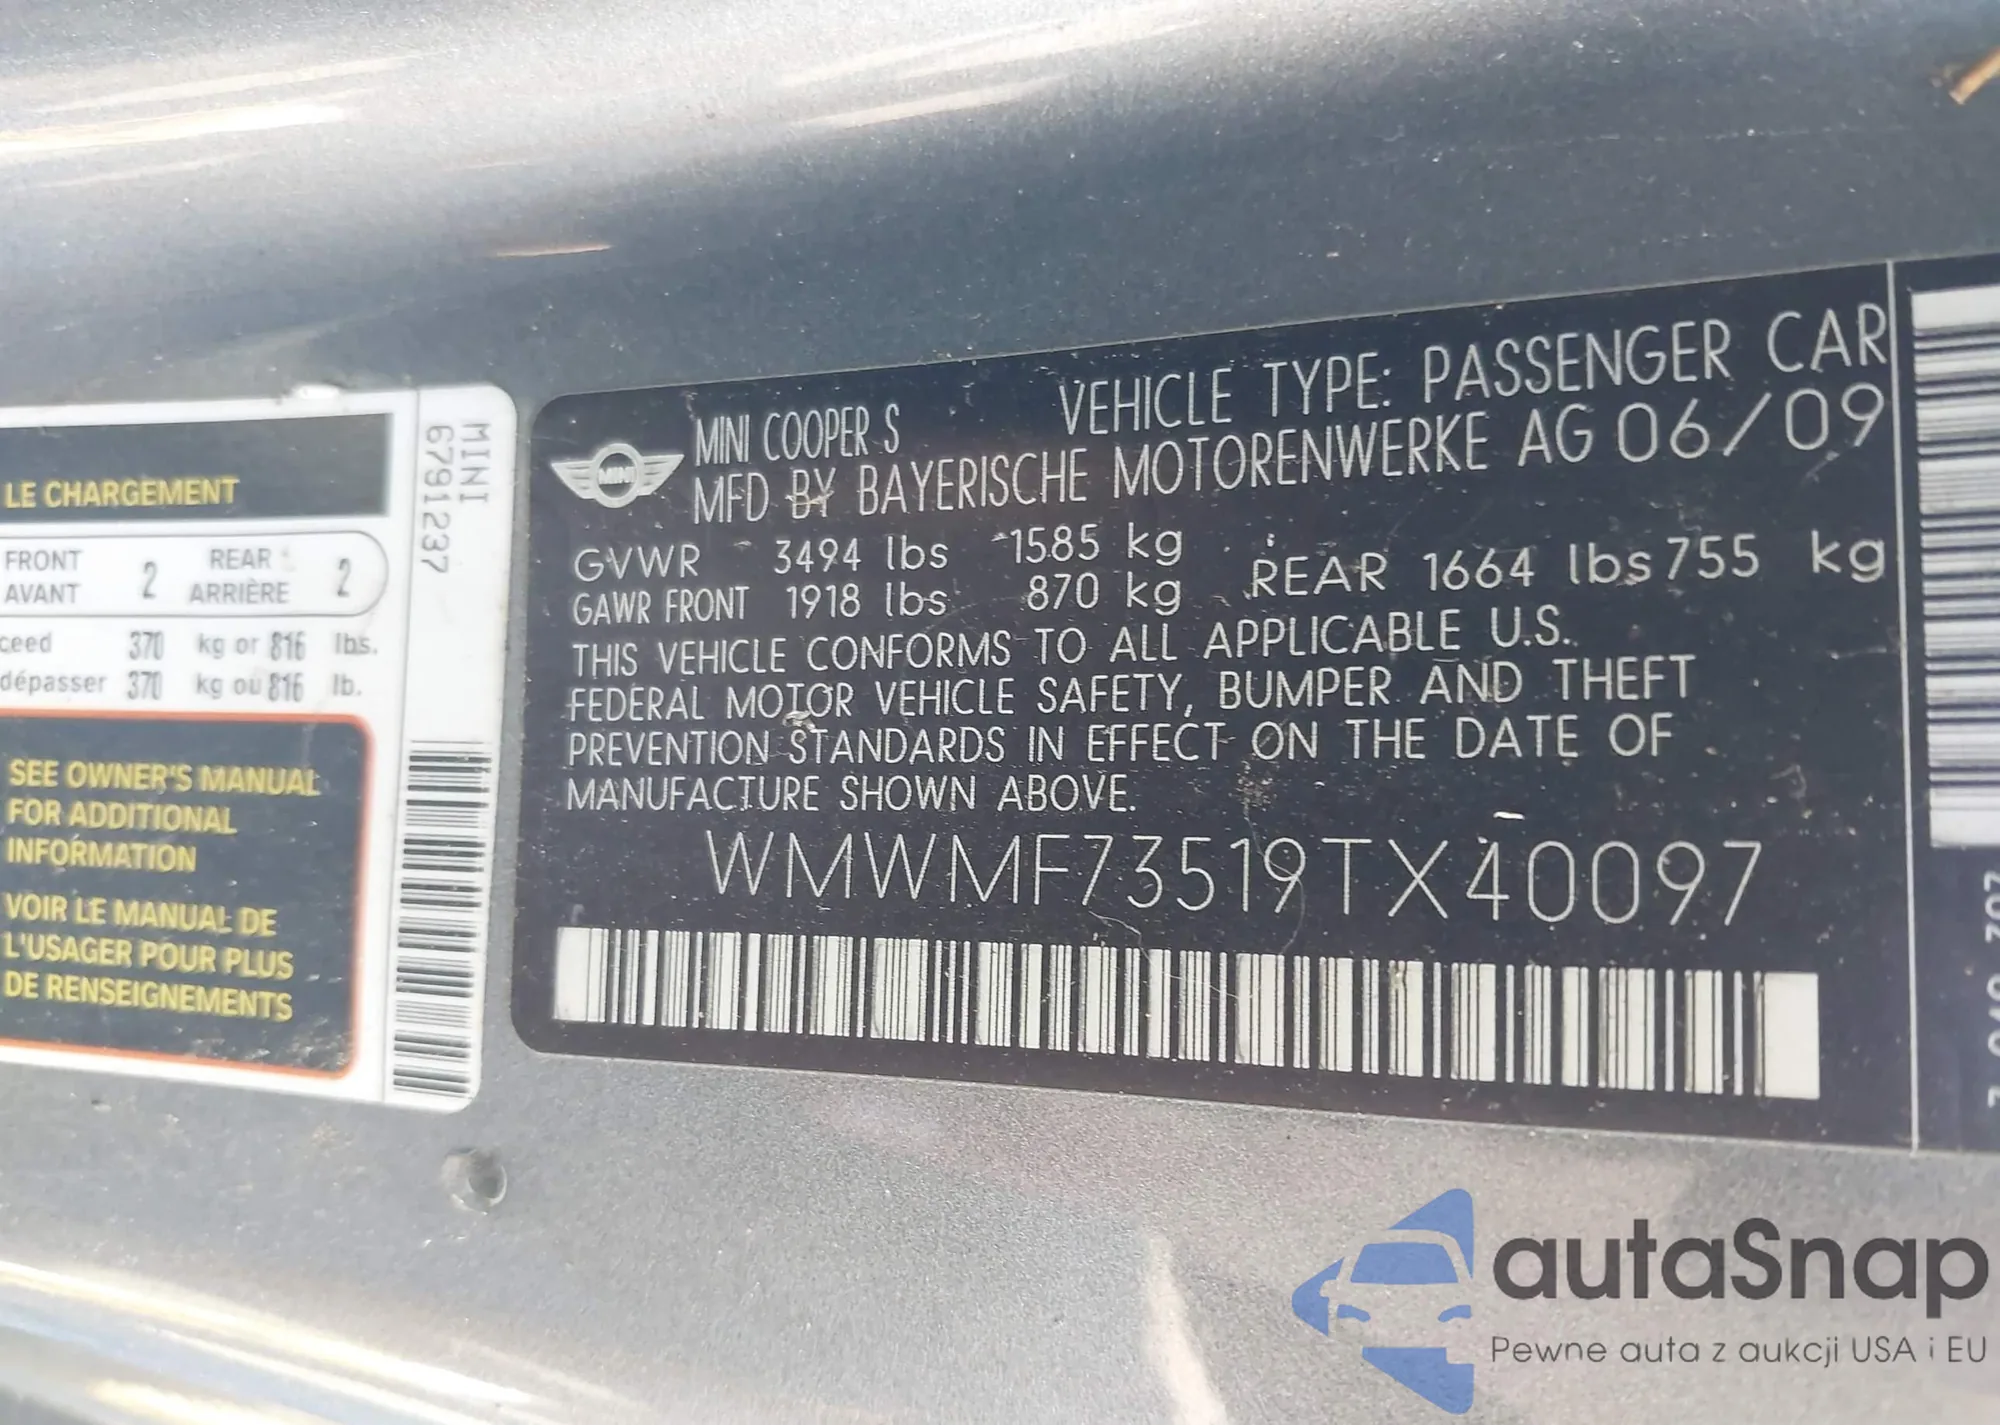 LE CHARGEMENT
FRONT
AVANT
2
REAR
ARRIÈRE
2
ceed 370 kg or 816 lbs.
dépasser 370 kg oú 816 lb.
SEE OWNER'S MANUAL
FOR ADDITIONAL
INFORMATION
VOIR LE MANUAL DE
L'USAGER POUR PLUS
DE RENSEIGNEMENTS
MINI
6791237
MINI
MINI COOPER S VEHICLE TYPE: PASSENGER CAR
MFD BY BAYERISCHE MOTORENWERKE AG 06/09
GVWR 3494 lbs 1585 kg
GAWR FRONT 1918 lbs 870 kg REAR 1664 lbs 755 kg
THIS VEHICLE CONFORMS TO ALL APPLICABLE U.S.
FEDERAL MOTOR VEHICLE SAFETY, BUMPER AND THEFT
PREVENTION STANDARDS IN EFFECT ON THE DATE OF
MANUFACTURE SHOWN ABOVE.
WMWMF73519TX40097
autaSnap
Pewne auta z aukcji USA i EU